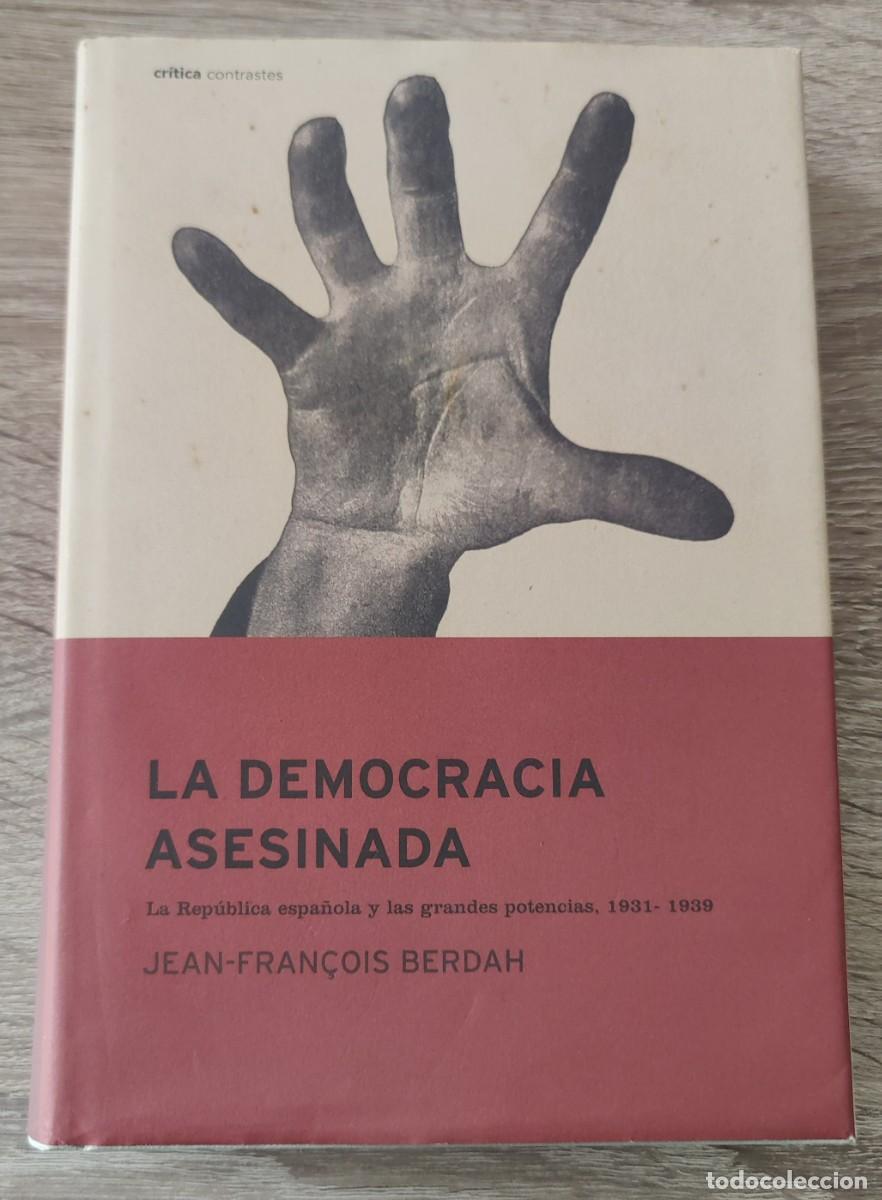 crítica contrastes
LA DEMOCRACIA
ASESINADA
La República española y las grandes potencias, 1931- 1939
JEAN-FRANÇOIS BERDAH
todocoleccion